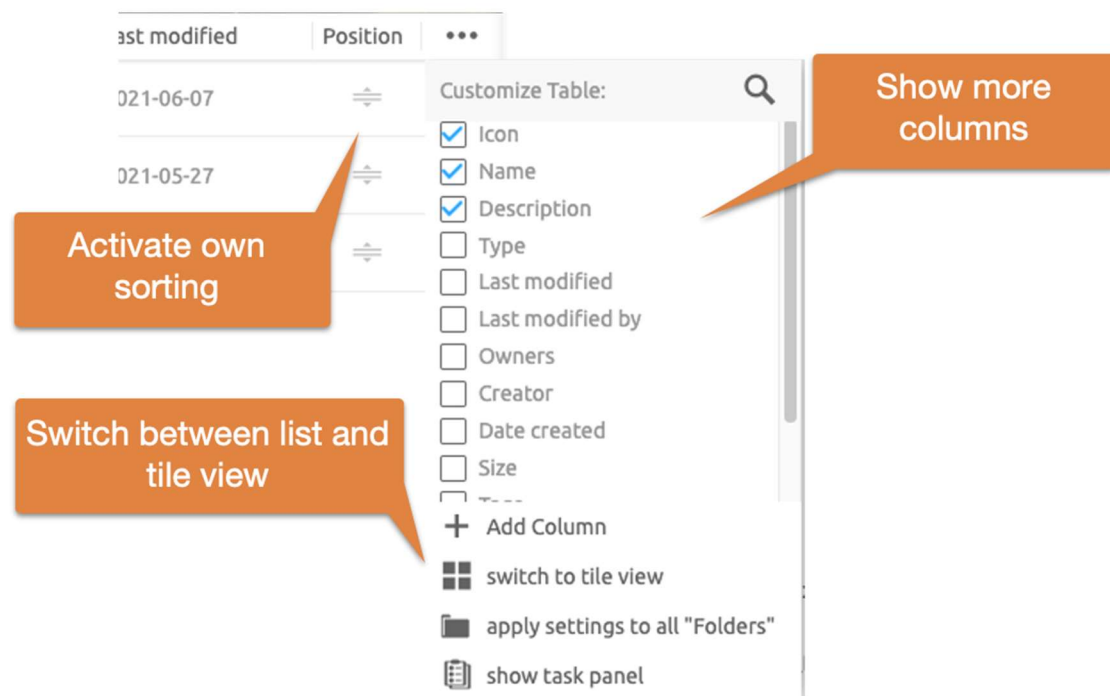 ast modified Position
Customize Table:
Show more
columns
021-06-07
Icon
Name
021-05-27
Description
Activate own
sorting
Type
Last modified
Last modified by
Owners
Creator
Switch between list and
tile view
Date created
Size
Add Column
switch to tile view
apply settings to all "Folders"
show task panel